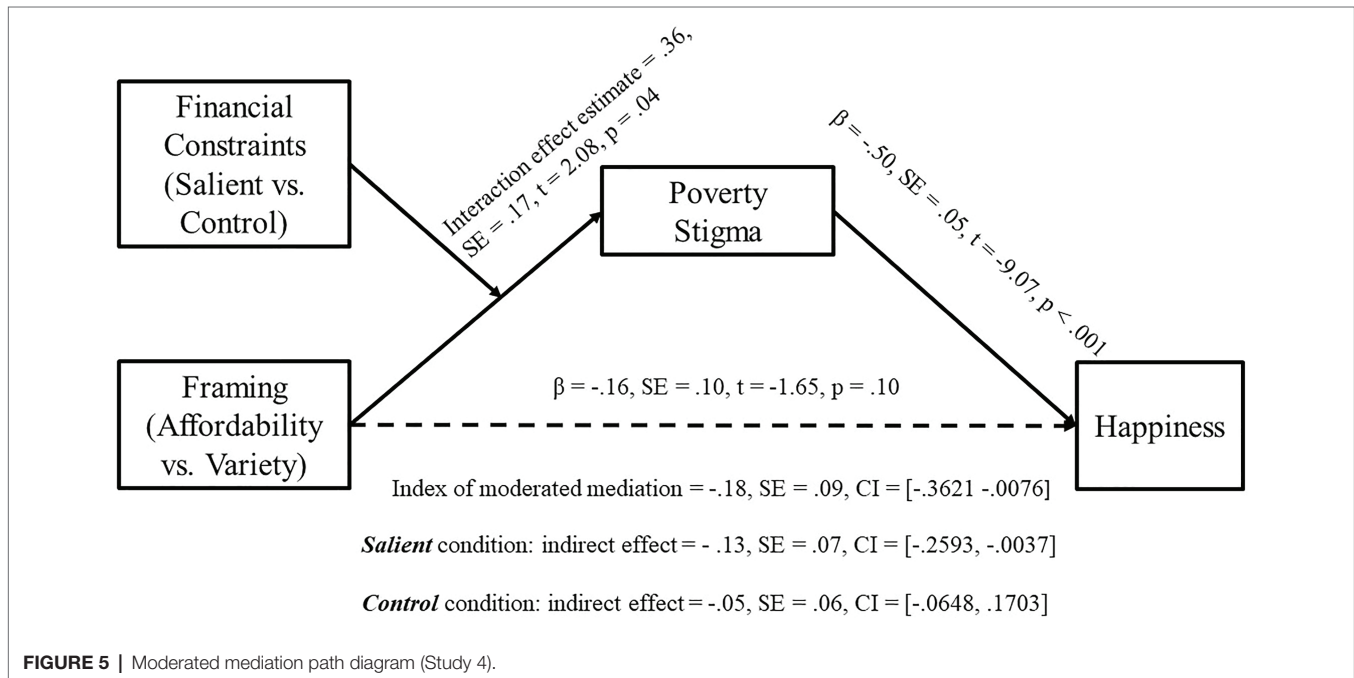 Financial
Constraints
(Salient vs.
Control)
Interaction effect estimate = .36,
SE = .17, t = 2.08, p = .04
Poverty
Stigma
β = -.50, SE = .05, t = -9.07, p < .001
Framing
(Affordability
vs. Variety)
β = -.16, SE = .10, t = -1.65, p = .10
Happiness
Index of moderated mediation = -.18, SE = .09, CI = [-.3621 -.0076]
Salient condition: indirect effect = - .13, SE = .07, CI = [-.2593, -.0037]
Control condition: indirect effect= -.05, SE = .06, CI = [-.0648, .1703]
FIGURE 5 | Moderated mediation path diagram (Study 4).